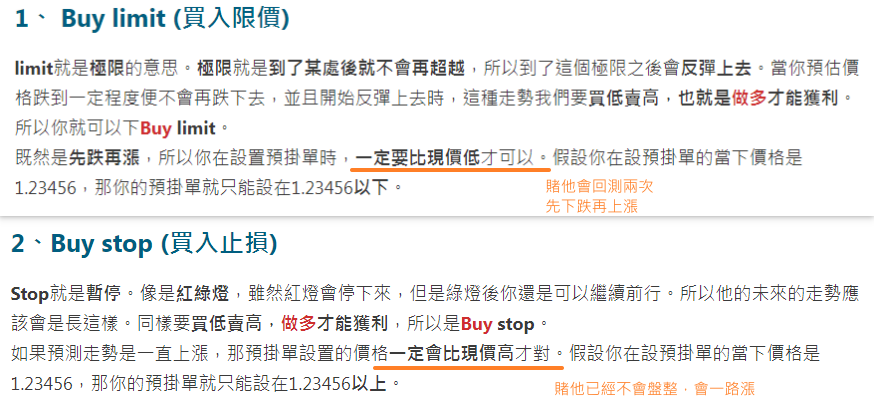 1、 Buy limit (買入限價)
limit就是極限的意思。極限就是到了某處後就不會再超越，所以到了這個極限之後會反彈上去。當你預估價
格跌到一定程度便不會再跌下去，並且開始反彈上去時，這種走勢我們要買低賣高，也就是做多才能獲利。
所以你就可以下Buy limit。
既然是先跌再漲，所以你在設置預掛單時，一定要比現價低才可以。假設你在設預掛單的當下價格是
1.23456，那你的預掛單就只能設在1.23456以下。
賭他會回測兩次
先下跌再上漲
2、Buy stop (買入止損)
Stop就是暫停。像是紅綠燈，雖然紅燈會停下來，但是綠燈後你還是可以繼續前行。所以他的未來的走勢應
該會是長這樣。同樣要買低賣高，做多才能獲利，所以是Buy stop。
如果預測走勢是一直上漲，那預掛單設置的價格一定會比現價高才對。假設你在設預掛單的當下價格是
1.23456，那你的預掛單就只能設在1.23456以上。
賭他已經不會盤整，會一路漲